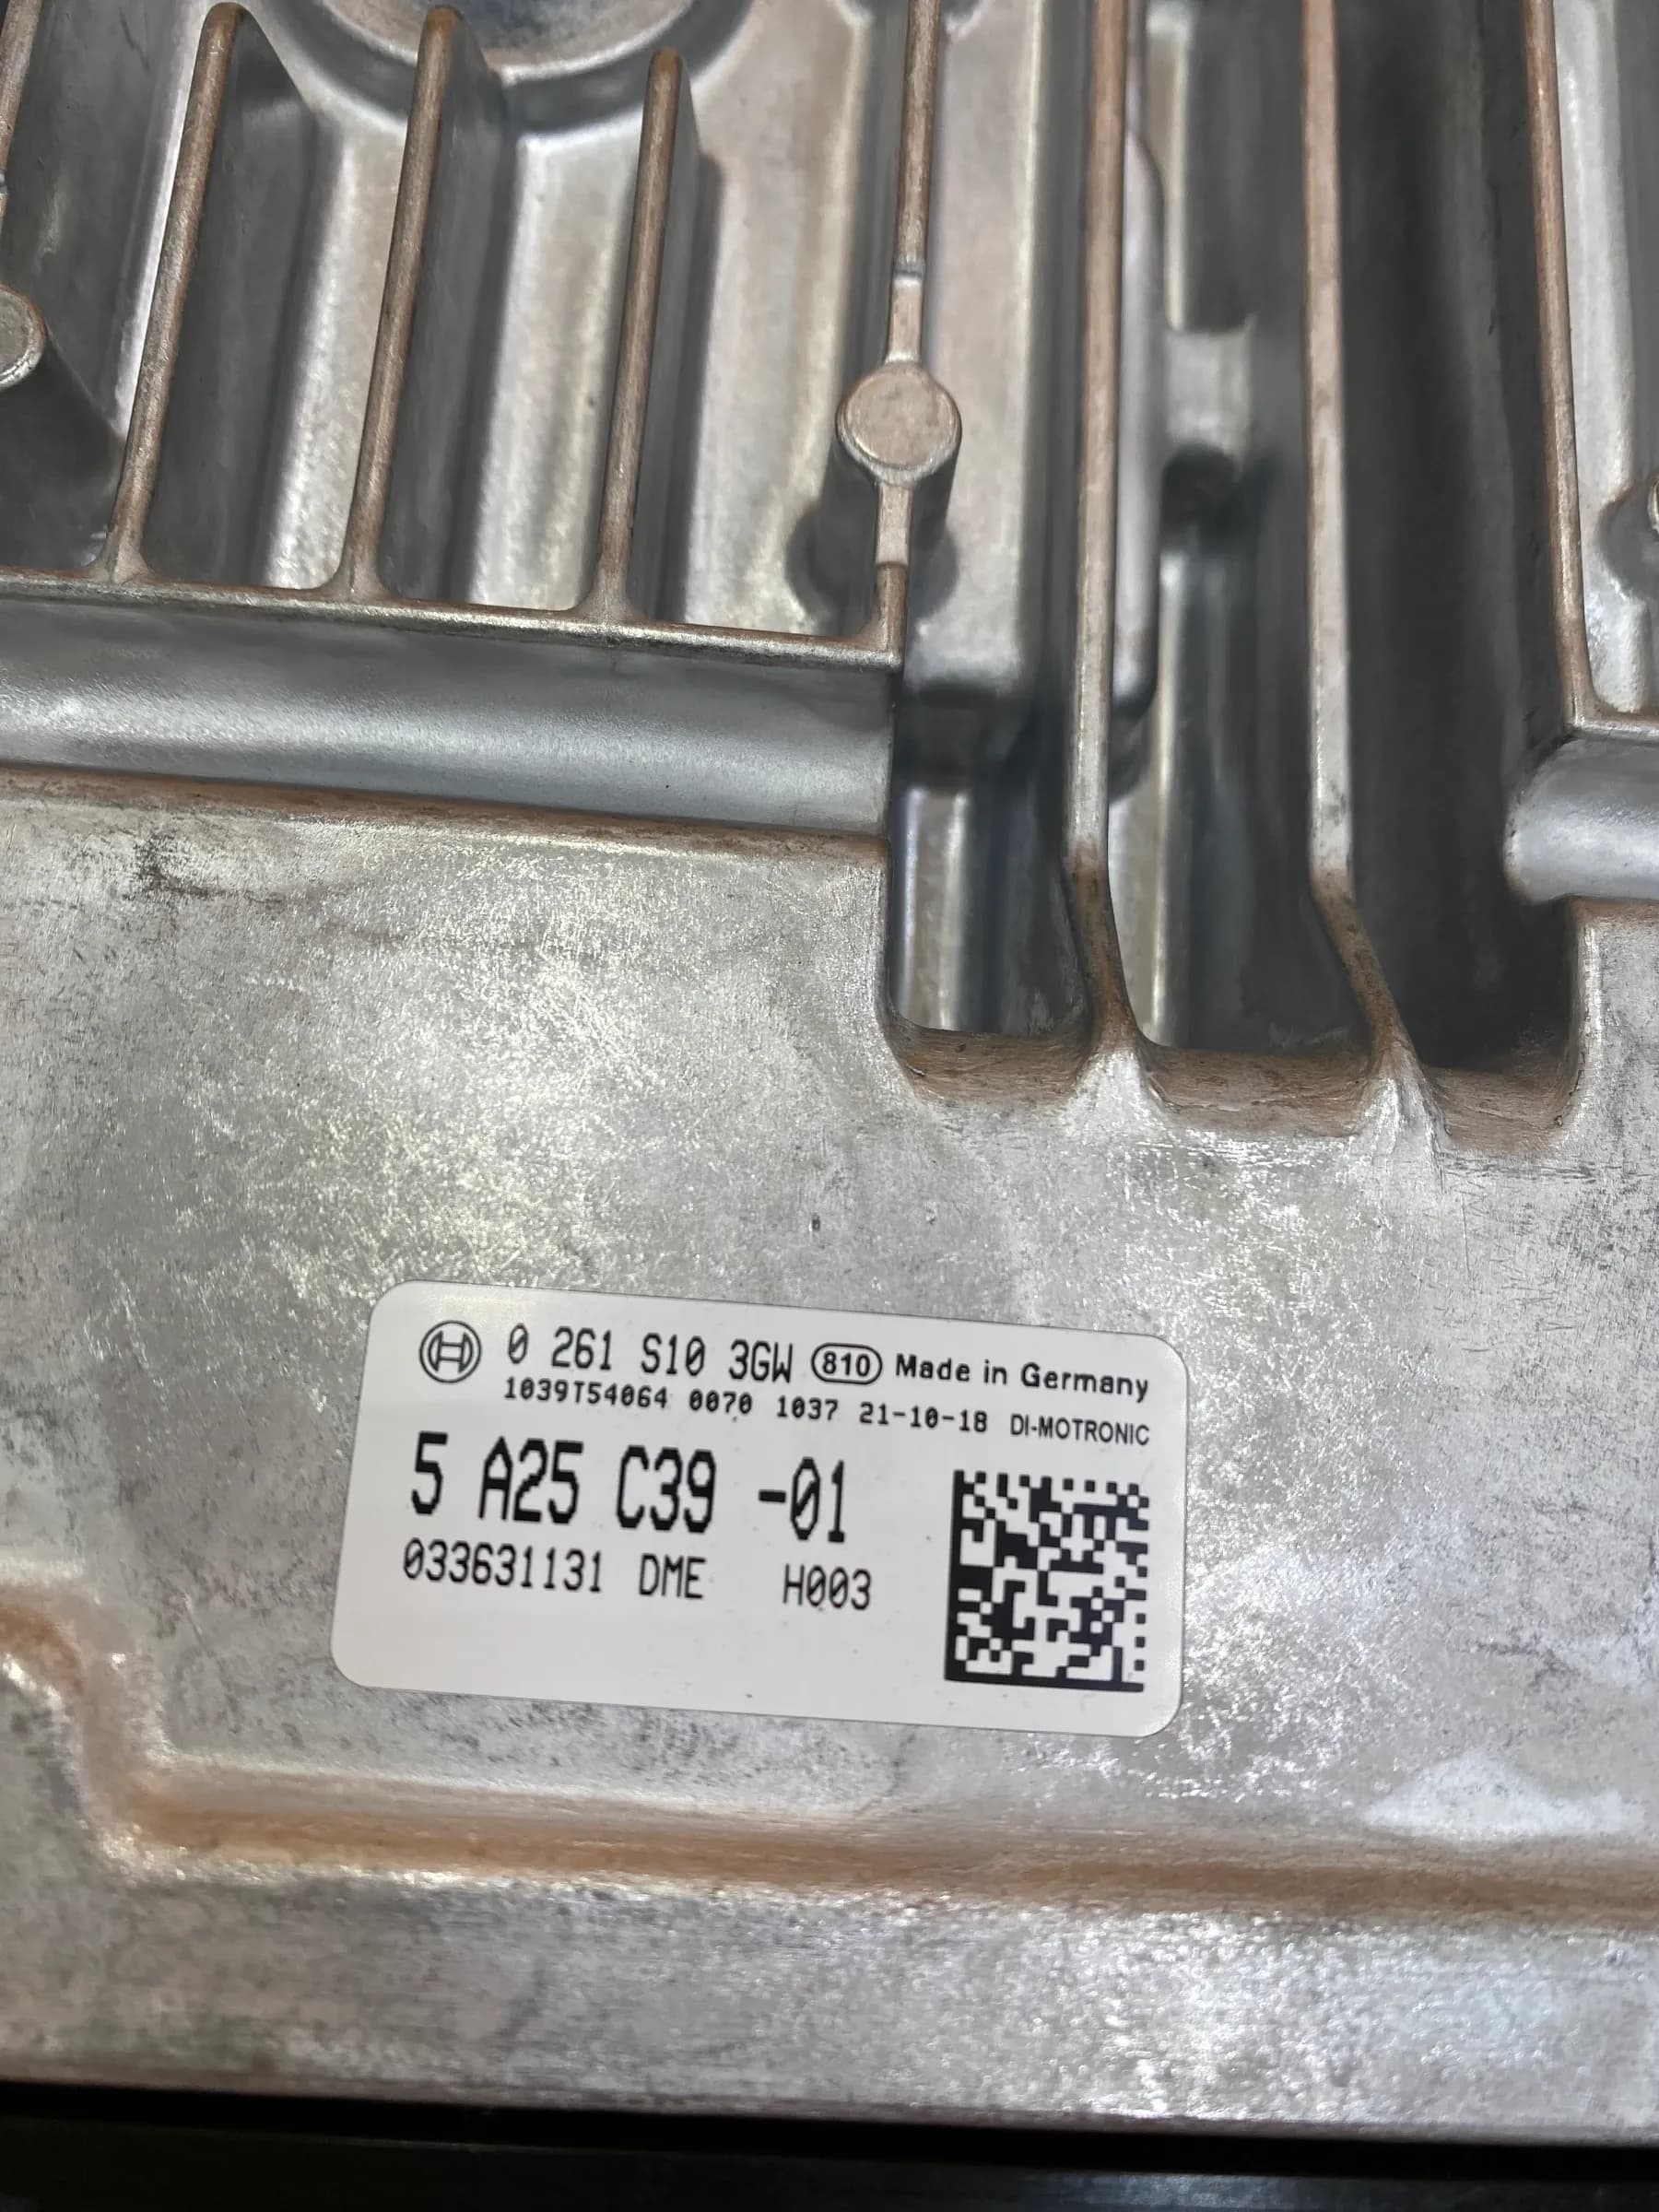 0 261 S10 3GW 810 Made in Germany
1039T54064 0070 1037 21-10-18 DI-MOTRONIC
5 A25 C39 -01
033631131 DME H003